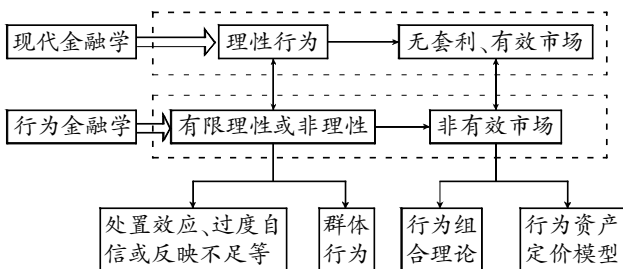 现代金融学
理性行为
无套利、有效市场
行为金融学
有限理性或非理性
非有效市场
处置效应、过度自
信或反映不足等
群体
行为
行为组
合理论
行为资产
定价模型